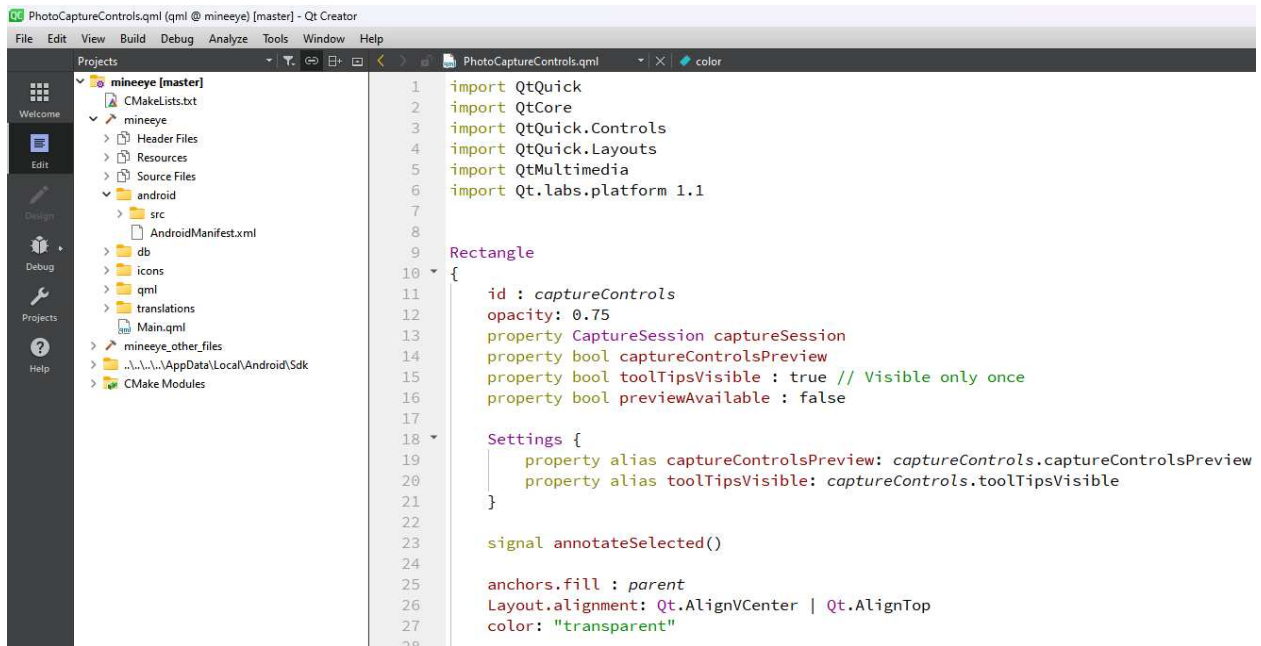 PhotoCaptureControls.qml (qml @ mineeye) [master] - Qt Creator
File Edit View Build Debug Analyze Tools Window Help
Projects
PhotoCaptureControls.qml
color
Welcome
Edit
Design
Debug
Projects
Help
mineeye [master]
CMakeLists.txt
mineeye
Header Files
Resources
Source Files
android
src
AndroidManifest.xml
db
icons
qml
translations
Main.qml
mineeye_other_files
..\..\..\..\AppData\Local\Android\Sdk
CMake Modules
1 import QtQuick
2 import QtCore
3 import QtQuick.Controls
4 import QtQuick.Layouts
5 import QtMultimedia
6 import Qt.labs.platform 1.1
7
8
9 Rectangle
10 {
11 id : captureControls
12 opacity: 0.75
13 property CaptureSession captureSession
14 property bool captureControlsPreview
15 property bool toolTipsVisible : true // Visible only once
16 property bool previewAvailable : false
17
18 Settings {
19 property alias captureControlsPreview: captureControls.captureControlsPreview
20 property alias toolTipsVisible: captureControls.toolTipsVisible
21 }
22
23 signal annotateSelected()
24
25 anchors.fill : parent
26 Layout.alignment: Qt.AlignVCenter | Qt.AlignTop
27 color: "transparent"
28